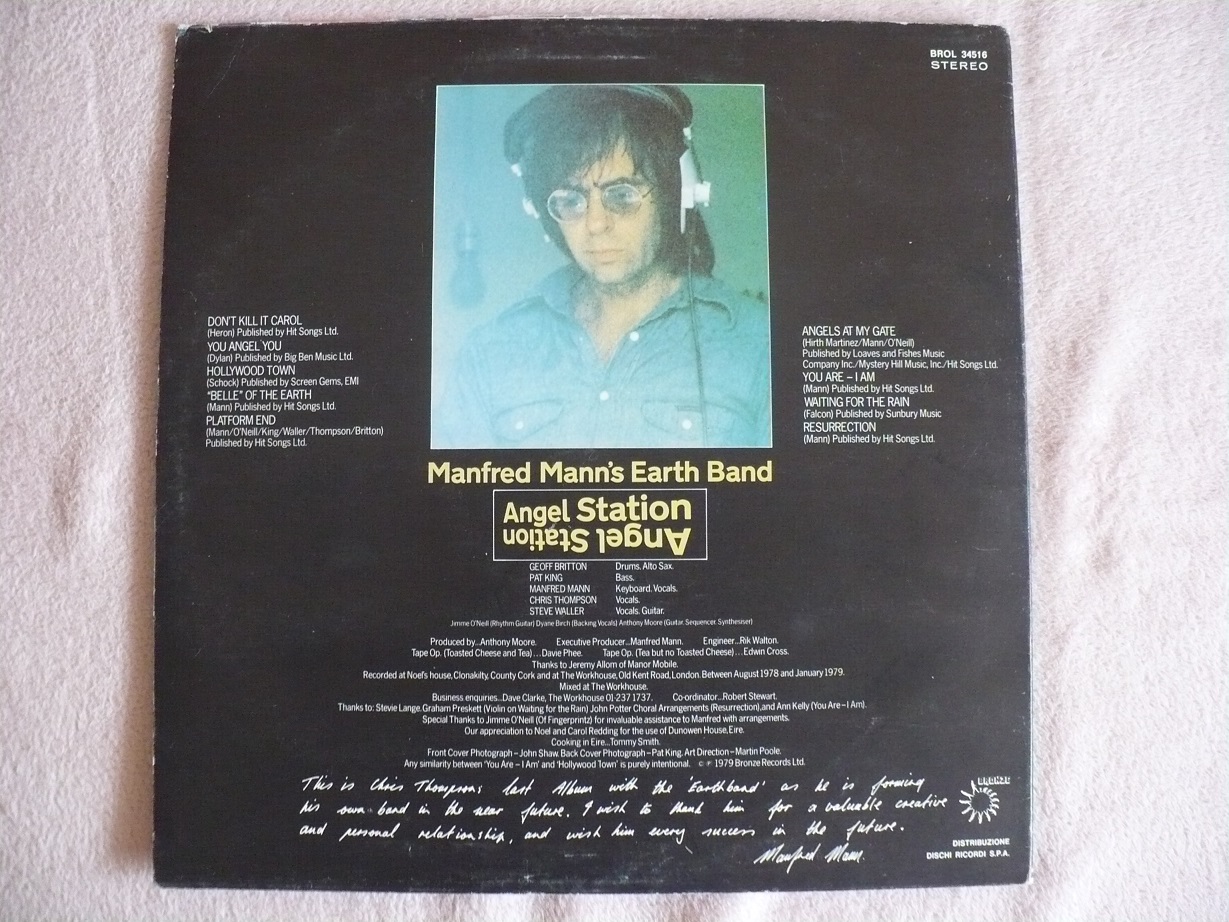 BROL 34516
STEREO
DON'T KILL IT CAROL
(Heron) Published by Hit Songs Ltd.
YOU ANGEL YOU
(Dylan) Published by Big Ben Music Ltd.
HOLLYWOOD TOWN
(Schock) Published by Screen Gems, EMI
"BELLE" OF THE EARTH
(Mann) Published by Hit Songs Ltd.
PLATFORM END
(Mann/O'Neill/King/Waller/Thompson/Britton)
Published by Hit Songs Ltd.
ANGELS AT MY GATE
(Hirth Martinez/Mann/O'Neill)
Published by Loaves and Fishes Music
Company Inc./Mystery Hill Music, Inc./Hit Songs Ltd.
YOU ARE – I AM
(Mann) Published by Hit Songs Ltd.
WAITING FOR THE RAIN
(Falcon) Published by Sunbury Music
RESURRECTION
(Mann) Published by Hit Songs Ltd.
Manfred Mann's Earth Band
Angel Station
Angel Station
GEOFF BRITTON Drums. Alto Sax.
PAT KING Bass.
MANFRED MANN Keyboard. Vocals.
CHRIS THOMPSON Vocals.
STEVE WALLER Vocals. Guitar.
Jimme O'Neill (Rhythm Guitar) Dyane Birch (Backing Vocals) Anthony Moore (Guitar. Sequencer. Synthesiser)
Produced by...Anthony Moore. Executive Producer...Manfred Mann. Engineer...Rik Walton.
Tape Op. (Toasted Cheese and Tea)...Davie Phee. Tape Op. (Tea but no Toasted Cheese)...Edwin Cross.
Thanks to Jeremy Allom of Manor Mobile.
Recorded at Noel's house, Clonakilty, County Cork and at The Workhouse, Old Kent Road, London. Between August 1978 and January 1979.
Mixed at The Workhouse.
Business enquiries...Dave Clarke, The Workhouse 01-237 1737. Co-ordinator...Robert Stewart.
Thanks to: Stevie Lange, Graham Preskett (Violin on Waiting for the Rain) John Potter Choral Arrangements (Resurrection), and Ann Kelly (You Are – I Am).
Special Thanks to Jimme O'Neill (Of Fingerprintz) for invaluable assistance to Manfred with arrangements.
Our appreciation to Noel and Carol Redding for the use of Dunowen House, Eire.
Cooking in Eire...Tommy Smith.
Front Cover Photograph – John Shaw. Back Cover Photograph – Pat King. Art Direction – Martin Poole.
Any similarity between 'You Are – I Am' and 'Hollywood Town' is purely intentional. © ℗ 1979 Bronze Records Ltd.
This is Chris Thompsons last Album with the 'Earthband' as he is forming
his own band in the near future. I wish to thank him for a valuable creative
and personal relationship, and wish him every success in the future.
Manfred Mann.
BRONZE
DISTRIBUZIONE
DISCHI RICORDI S.P.A.